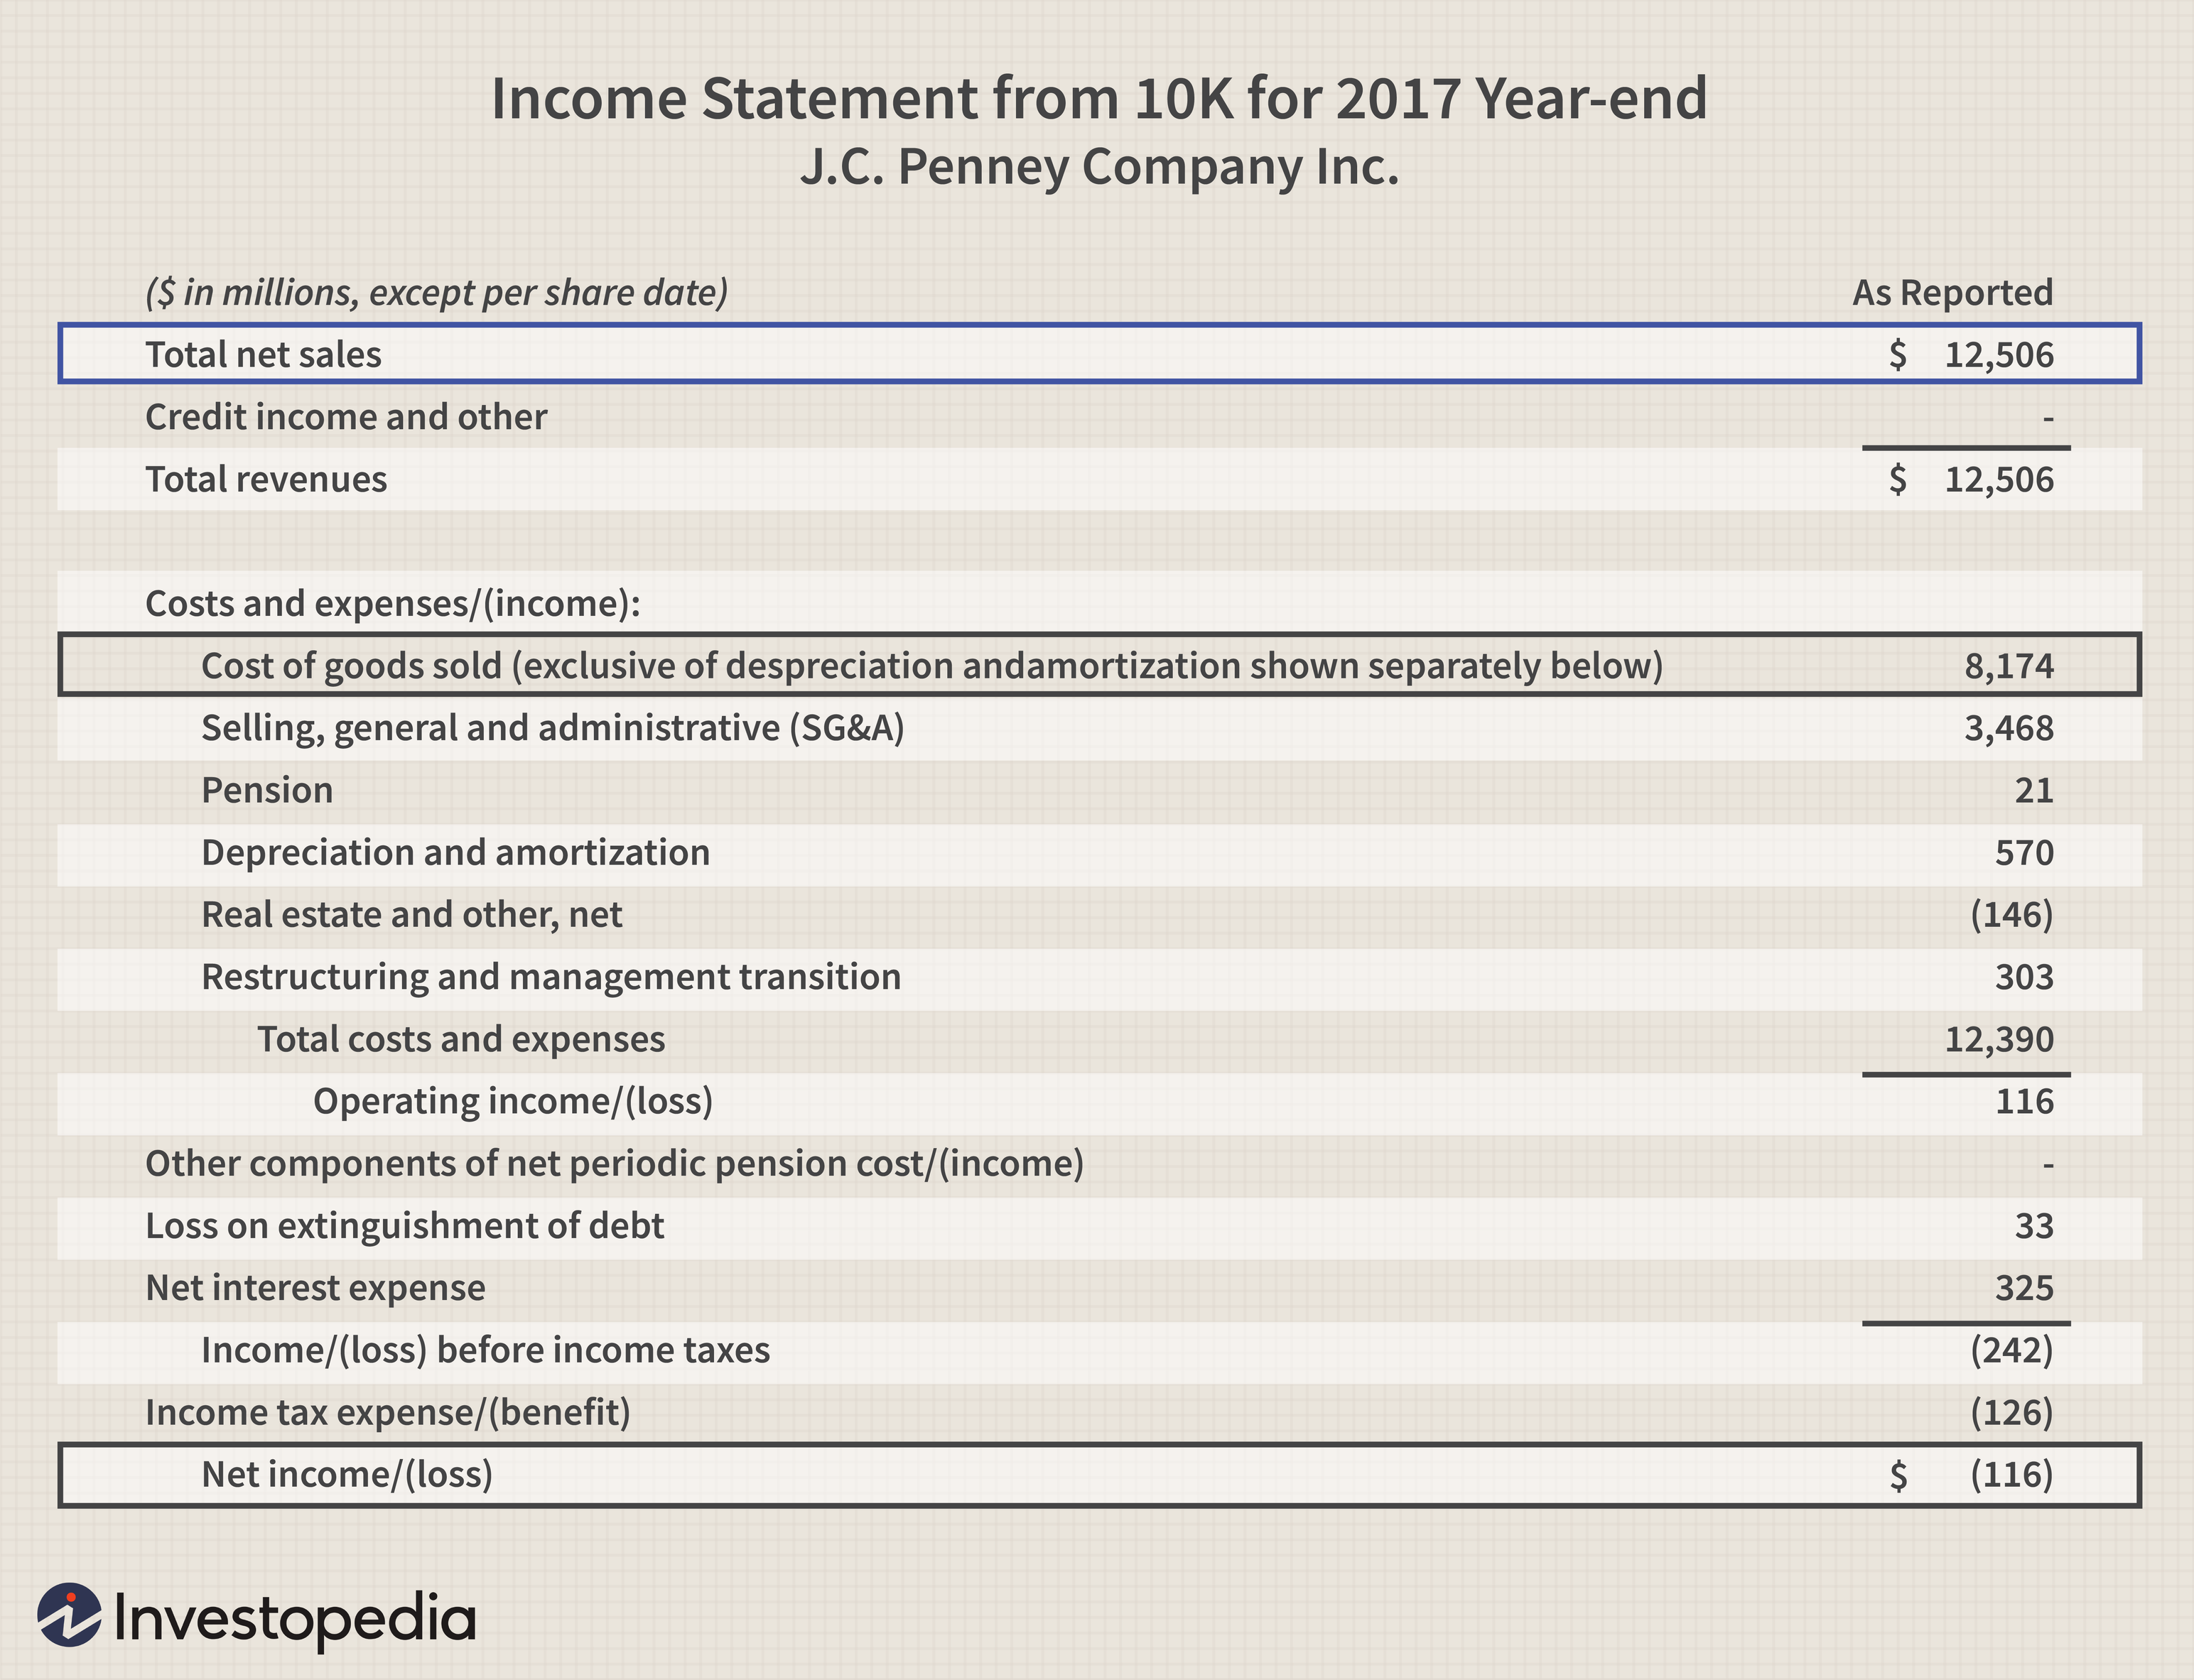 Income Statement from 10K for 2017 Year-end
J.C. Penney Company Inc.
($ in millions, except per share date) As Reported
Total net sales $ 12,506
Credit income and other -
Total revenues $ 12,506
Costs and expenses/(income):
Cost of goods sold (exclusive of despreciation andamortization shown separately below) 8,174
Selling, general and administrative (SG&A) 3,468
Pension 21
Depreciation and amortization 570
Real estate and other, net (146)
Restructuring and management transition 303
Total costs and expenses 12,390
Operating income/(loss) 116
Other components of net periodic pension cost/(income) -
Loss on extinguishment of debt 33
Net interest expense 325
Income/(loss) before income taxes (242)
Income tax expense/(benefit) (126)
Net income/(loss) $ (116)
Investopedia